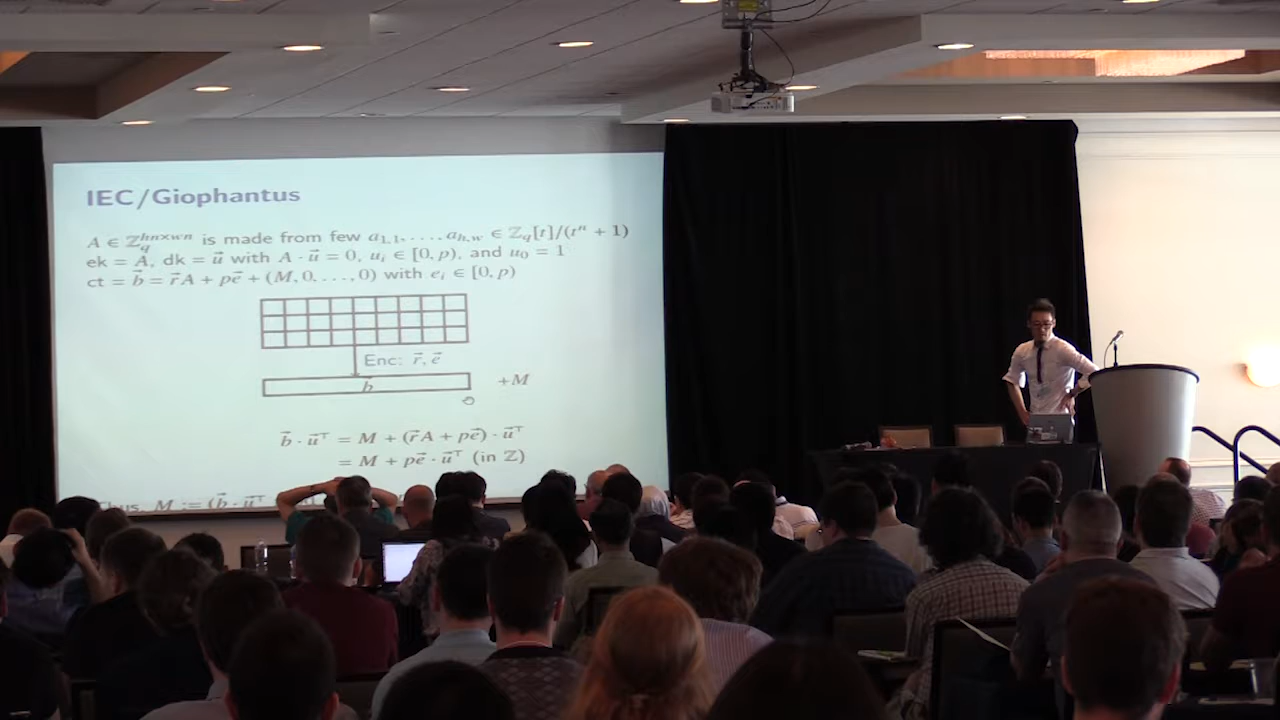 IEC/Giophantus
A ∈ ℤ_q^{hn×wn} is made from few a_{1,1}, . . . , a_{h,w} ∈ ℤ_q[t]/(t^n + 1)
ek = A, dk = u⃗ with A · u⃗ = 0, u_i ∈ [0, p), and u_0 = 1
ct = b⃗ = r⃗A + pe⃗ + (M, 0, . . . , 0) with e_i ∈ [0, p)
Enc: r⃗, e⃗
b⃗
+M
b⃗ · u⃗^⊤ = M + (r⃗A + pe⃗) · u⃗^⊤
= M + pe⃗ · u⃗^⊤ (in ℤ)
Thus, M := (b⃗ · u⃗^⊤